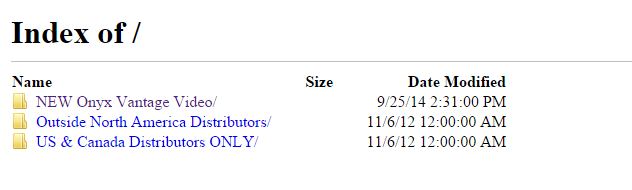 Index of /
Name Size Date Modified
NEW Onyx Vantage Video/ 9/25/14 2:31:00 PM
Outside North America Distributors/ 11/6/12 12:00:00 AM
US & Canada Distributors ONLY/ 11/6/12 12:00:00 AM